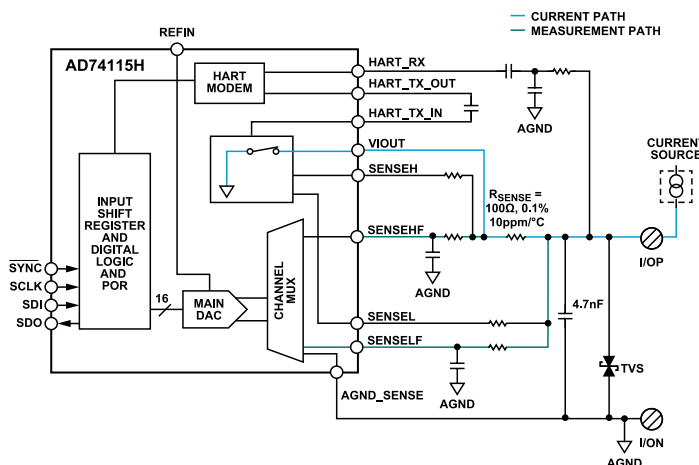 CURRENT PATH
MEASUREMENT PATH
REFIN
AD74115H
HART
MODEM
HART_RX
HART_TX_OUT
HART_TX_IN
AGND
VIOUT
SENSEH
CURRENT
SOURCE
RSENSE =
100Ω, 0.1%
10ppm/°C
INPUT
SHIFT
REGISTER
AND
DIGITAL
LOGIC
AND
POR
SENSEHF
I/OP
SYNC
SCLK
SDI
SDO
16
MAIN
DAC
CHANNEL
MUX
AGND
4.7nF
SENSEL
SENSELF
TVS
AGND
AGND_SENSE
I/ON
AGND